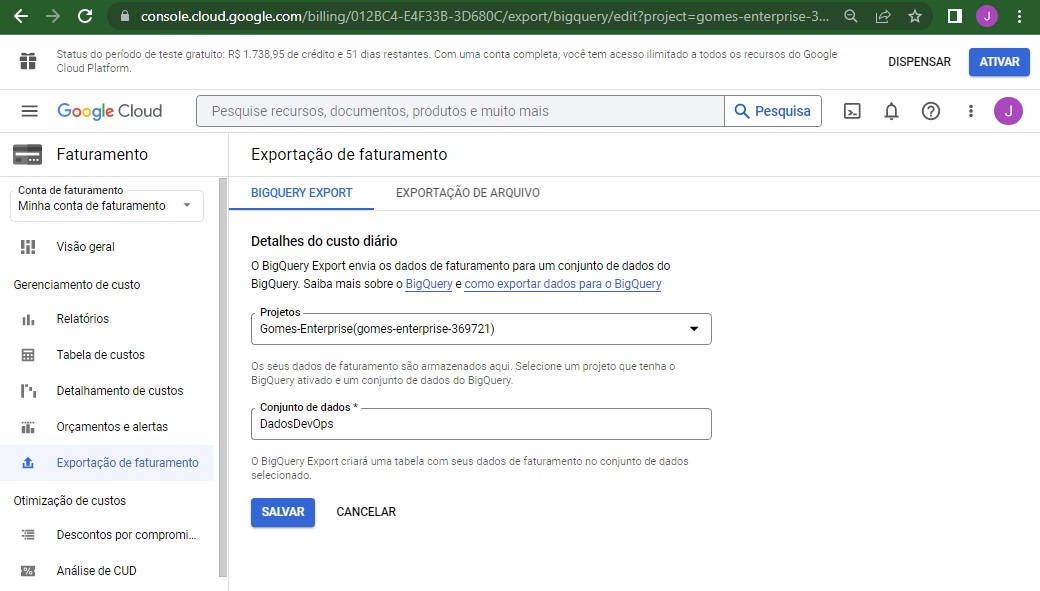 console.cloud.google.com/billing/012BC4-E4F33B-3D680C/export/bigquery/edit?project=gomes-enterprise-3...
J
Status do período de teste gratuito: R$ 1.738,95 de crédito e 51 dias restantes. Com uma conta completa, você tem acesso ilimitado a todos os recursos do Google
Cloud Platform.
DISPENSAR
ATIVAR
Google Cloud
Pesquise recursos, documentos, produtos e muito mais
Pesquisa
J
Faturamento
Conta de faturamento
Minha conta de faturamento
Visão geral
Gerenciamento de custo
Relatórios
Tabela de custos
Detalhamento de custos
Orçamentos e alertas
Exportação de faturamento
Otimização de custos
Descontos por compromi...
Análise de CUD
Exportação de faturamento
BIGQUERY EXPORT
EXPORTAÇÃO DE ARQUIVO
Detalhes do custo diário
O BigQuery Export envia os dados de faturamento para um conjunto de dados do
BigQuery. Saiba mais sobre o BigQuery e como exportar dados para o BigQuery
Projetos
Gomes-Enterprise(gomes-enterprise-369721)
Os seus dados de faturamento são armazenados aqui. Selecione um projeto que tenha o
BigQuery ativado e um conjunto de dados do BigQuery.
Conjunto de dados *
DadosDevOps
O BigQuery Export criará uma tabela com seus dados de faturamento no conjunto de dados
selecionado.
SALVAR
CANCELAR